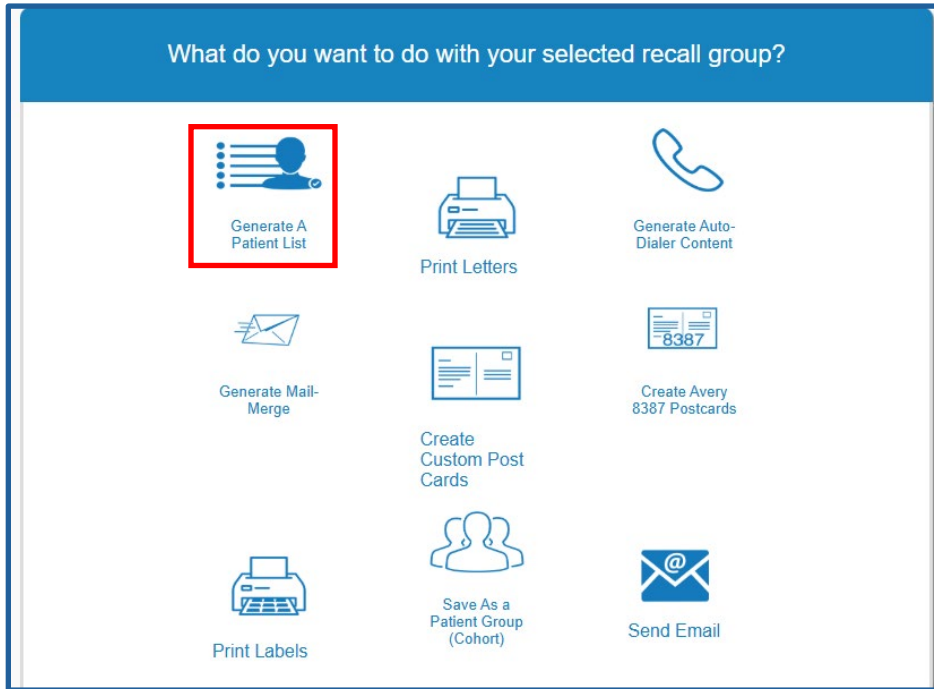 What do you want to do with your selected recall group?
Generate A
Patient List
Print Letters
Generate Auto-
Dialer Content
Generate Mail-
Merge
Create
Custom Post
Cards
8387
Create Avery
8387 Postcards
Print Labels
Save As a
Patient Group
(Cohort)
@
Send Email